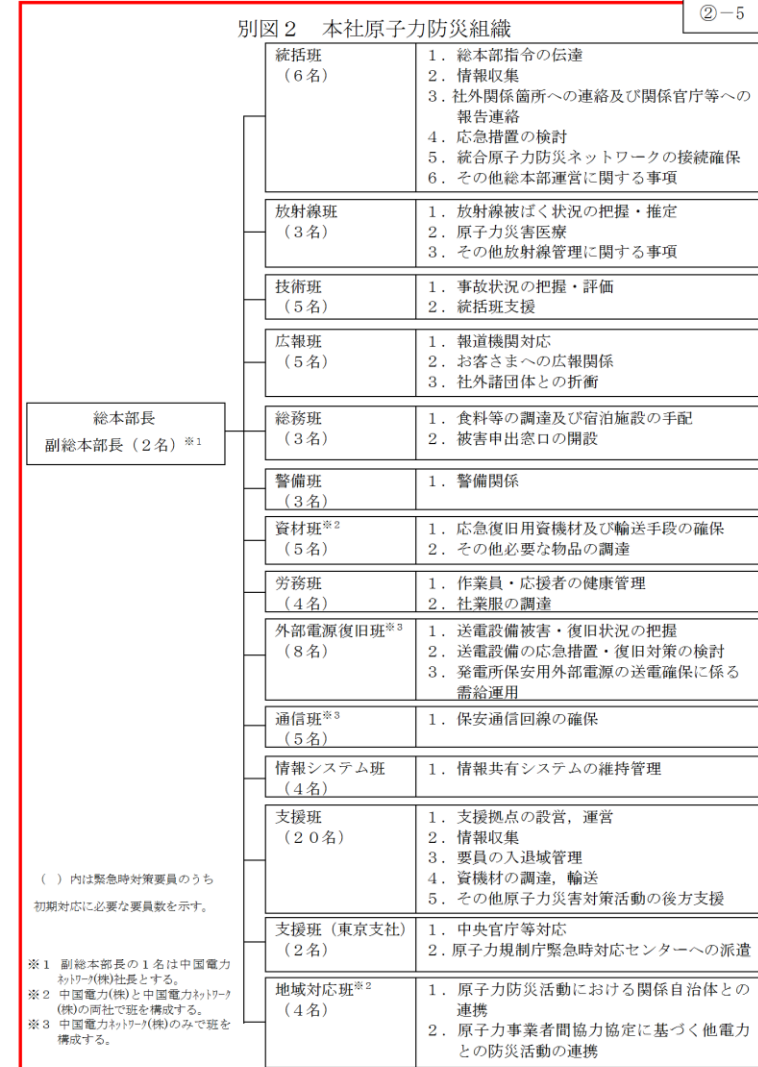 ②－5
別図２　本社原子力防災組織
総本部長
副総本部長（２名）※１
統括班
（６名）
１．総本部指令の伝達
２．情報収集
３．社外関係箇所への連絡及び関係官庁等への
報告連絡
４．応急措置の検討
５．統合原子力防災ネットワークの接続確保
６．その他総本部運営に関する事項
放射線班
（３名）
１．放射線被ばく状況の把握・推定
２．原子力災害医療
３．その他放射線管理に関する事項
技術班
（５名）
１．事故状況の把握・評価
２．統括班支援
広報班
（５名）
１．報道機関対応
２．お客さまへの広報関係
３．社外諸団体との折衝
総務班
（３名）
１．食料等の調達及び宿泊施設の手配
２．被害申出窓口の開設
警備班
（３名）
１．警備関係
資材班※２
（５名）
１．応急復旧用資機材及び輸送手段の確保
２．その他必要な物品の調達
労務班
（４名）
１．作業員・応援者の健康管理
２．社業服の調達
外部電源復旧班※３
（８名）
１．送電設備被害・復旧状況の把握
２．送電設備の応急措置・復旧対策の検討
３．発電所保安用外部電源の送電確保に係る
需給運用
通信班※３
（５名）
１．保安通信回線の確保
情報システム班
（４名）
１．情報共有システムの維持管理
支援班
（２０名）
１．支援拠点の設営，運営
２．情報収集
３．要員の入退域管理
４．資機材の調達，輸送
５．その他原子力災害対策活動の後方支援
支援班（東京支社）
（２名）
１．中央官庁等対応
２．原子力規制庁緊急時対応センターへの派遣
地域対応班※２
（４名）
１．原子力防災活動における関係自治体との
連携
２．原子力事業者間協力協定に基づく他電力
との防災活動の連携
（　）内は緊急時対策要員のうち
初期対応に必要な要員数を示す。
※１　副総本部長の１名は中国電力
ﾈｯﾄﾜｰｸ(株)社長とする。
※２　中国電力(株)と中国電力ﾈｯﾄﾜｰｸ
(株)の両社で班を構成する。
※３　中国電力ﾈｯﾄﾜｰｸ(株)のみで班を
構成する。